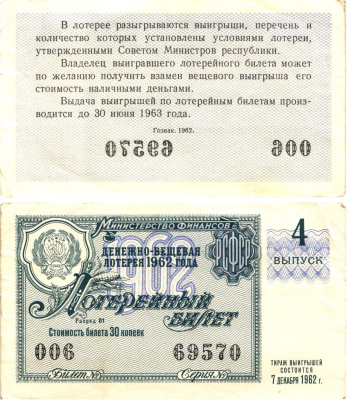 В лотерее разыгрываются выигрыши, перечень и
количество которых установлены условиями лотереи,
утвержденными Советом Министров республики.
Владелец выигравшего лотерейного билета может
по желанию получить взамен вещевого выигрыша его
стоимость наличными деньгами.
Выдача выигрышей по лотерейным билетам произ-
водится до 30 июня 1963 года.
Гознак. 1962.
69570
006
Министерство Финансов
РСФСР
ДЕНЕЖНО-ВЕЩЕВАЯ
ЛОТЕРЕЯ 1962 ГОДА
1962
4
ВЫПУСК
Лотерейный
БИЛЕТ
Разряд 01
Стоимость билета 30 копеек
006 69570
Билет № Серия №
ТИРАЖ ВЫИГРЫШЕЙ
СОСТОИТСЯ
7 ДЕКАБРЯ 1962 г.